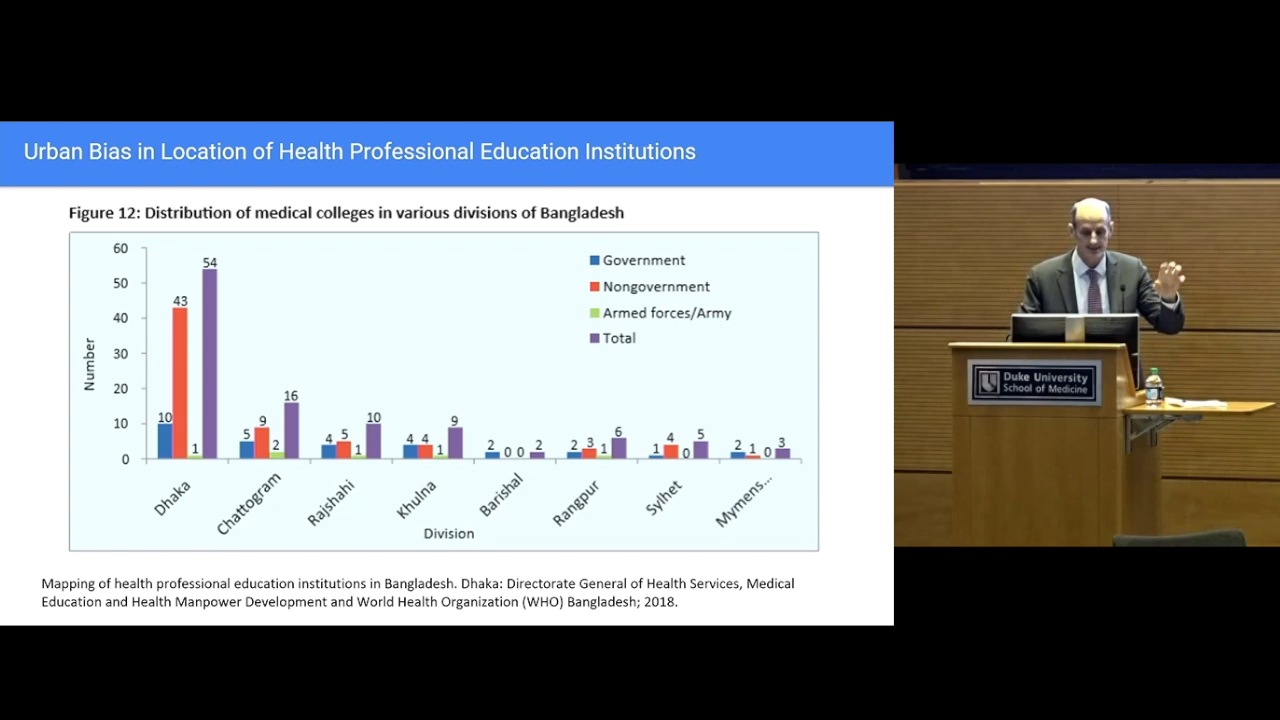 Urban Bias in Location of Health Professional Education Institutions
Figure 12: Distribution of medical colleges in various divisions of Bangladesh
60
50
40
30
20
10
0
Number
10
43
1
54
5
9
2
16
4
5
1
10
4
4
1
9
2
0
0
2
2
3
1
6
1
4
0
5
2
1
0
3
Government
Nongovernment
Armed forces/Army
Total
Dhaka
Chattogram
Rajshahi
Khulna
Barishal
Rangpur
Sylhet
Mymens...
Division
Mapping of health professional education institutions in Bangladesh. Dhaka: Directorate General of Health Services, Medical
Education and Health Manpower Development and World Health Organization (WHO) Bangladesh; 2018.
Duke University
School of Medicine